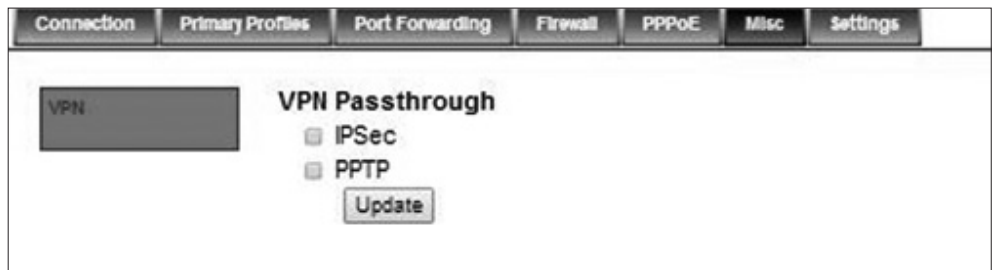 Connection Primary Profiles Port Forwarding Firewall PPPoE Misc Settings
VPN
VPN Passthrough
IPSec
PPTP
Update